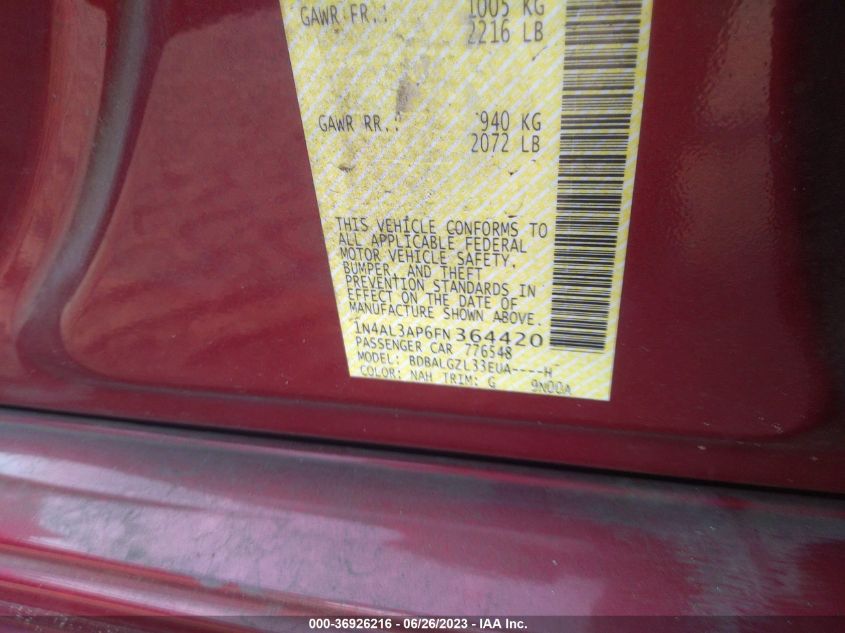 GAWR FR.: 1005 KG
2216 LB
GAWR RR.: 940 KG
2072 LB
THIS VEHICLE CONFORMS TO
ALL APPLICABLE FEDERAL
MOTOR VEHICLE SAFETY,
BUMPER, AND THEFT
PREVENTION STANDARDS IN
EFFECT ON THE DATE OF
MANUFACTURE SHOWN ABOVE.
1N4AL3AP6FN364420
PASSENGER CAR 776548
MODEL: BDBALGZL33EUA----H
COLOR: NAH TRIM: G 9N00A
000-36926216 / 06/26/2023 - IAA Inc.